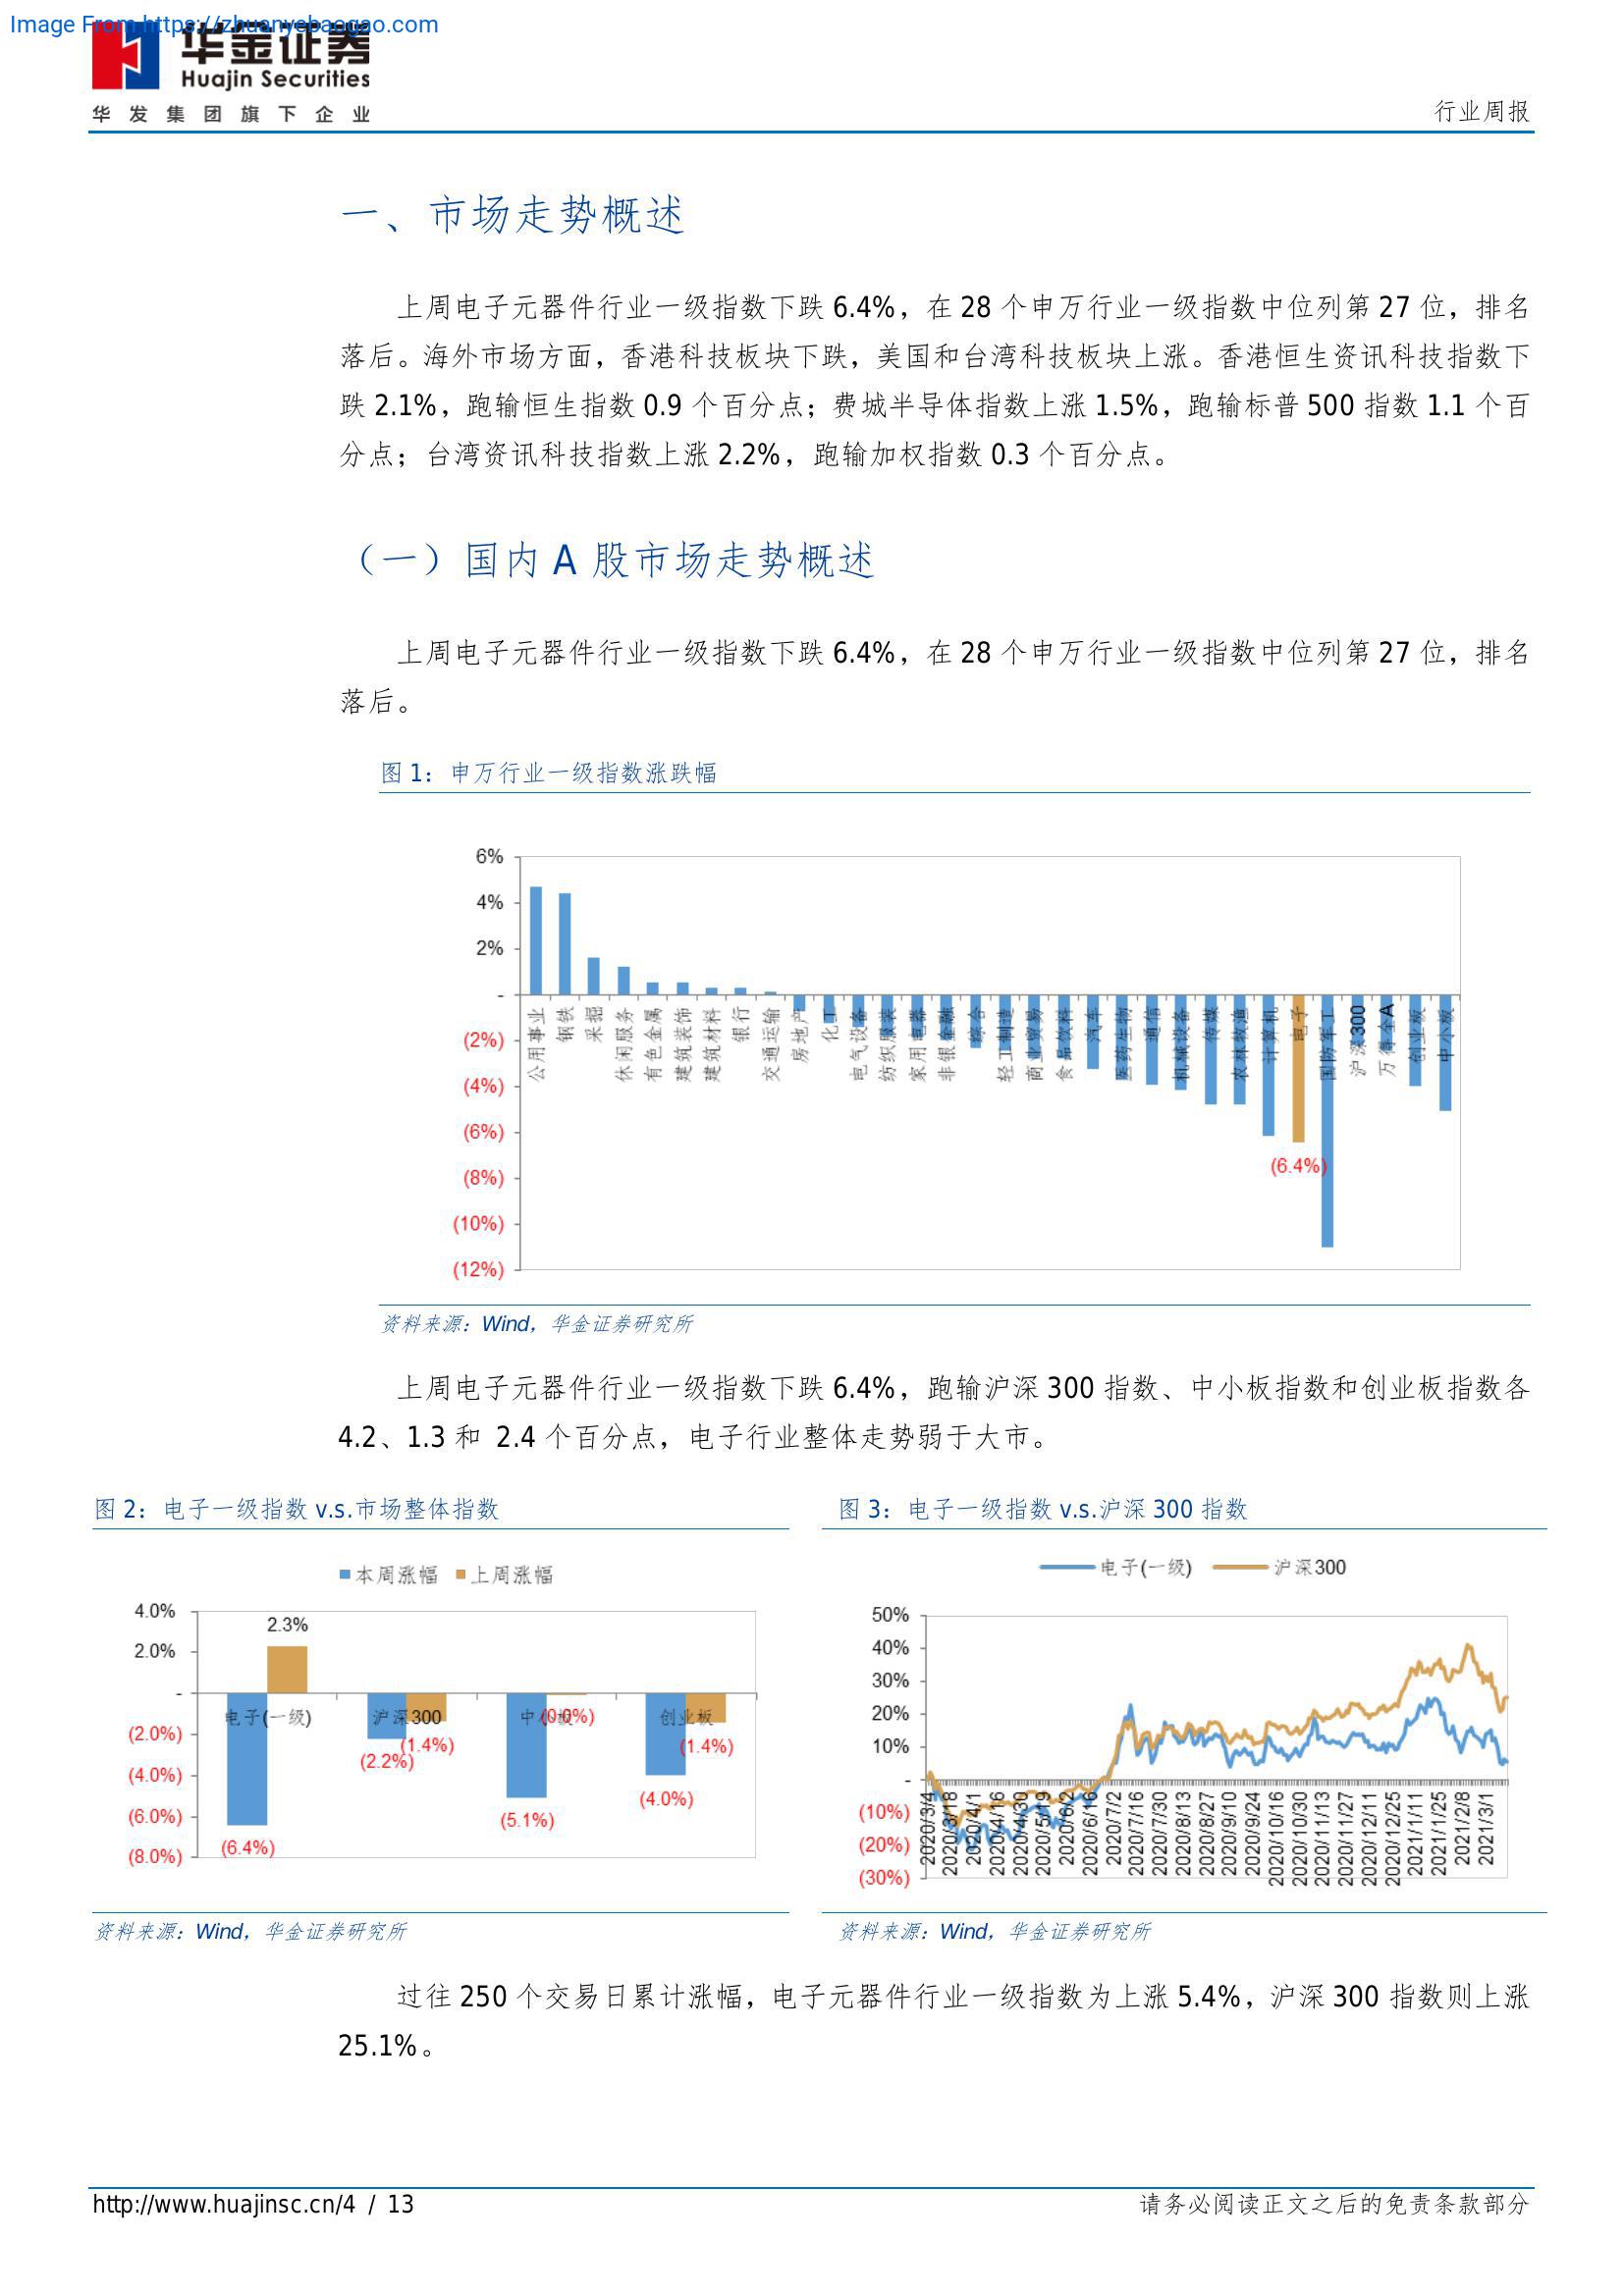 Image From https://zhuanyebaogao.com
华金证券
Huajin Securities
华发集团旗下企业
行业周报
一、市场走势概述
上周电子元器件行业一级指数下跌 6.4%，在 28 个申万行业一级指数中位列第 27 位，排名
落后。海外市场方面，香港科技板块下跌，美国和台湾科技板块上涨。香港恒生资讯科技指数下
跌 2.1%，跑输恒生指数 0.9 个百分点；费城半导体指数上涨 1.5%，跑输标普 500 指数 1.1 个百
分点；台湾资讯科技指数上涨 2.2%，跑输加权指数 0.3 个百分点。
（一）国内 A 股市场走势概述
上周电子元器件行业一级指数下跌 6.4%，在 28 个申万行业一级指数中位列第 27 位，排名
落后。
图 1：申万行业一级指数涨跌幅
6%
4%
2%
-
(2%)
(4%)
(6%)
(8%)
(10%)
(12%)
公用事业
钢铁
采掘
休闲服务
有色金属
建筑装饰
建筑材料
银行
交通运输
房地产
化工
电气设备
纺织服装
家用电器
非银金融
综合
轻工制造
商业贸易
食品饮料
汽车
医药生物
通信
机械设备
传媒
农林牧渔
计算机
电子
国防军工
沪深300
万得全A
创业板
中小板
(6.4%)
资料来源：Wind，华金证券研究所
上周电子元器件行业一级指数下跌 6.4%，跑输沪深 300 指数、中小板指数和创业板指数各
4.2、1.3 和 2.4 个百分点，电子行业整体走势弱于大市。
图 2：电子一级指数 v.s.市场整体指数
本周涨幅 上周涨幅
4.0%
2.0%
-
(2.0%)
(4.0%)
(6.0%)
(8.0%)
2.3%
电子(一级)
沪深300
中小板
创业板
(6.4%)
(2.2%)
(1.4%)
(5.1%)
(0.0%)
(4.0%)
(1.4%)
资料来源：Wind，华金证券研究所
图 3：电子一级指数 v.s.沪深 300 指数
电子(一级) 沪深300
50%
40%
30%
20%
10%
-
(10%)
(20%)
(30%)
2020/3/4
2020/3/18
2020/4/1
2020/4/16
2020/4/30
2020/5/19
2020/6/2
2020/6/16
2020/7/2
2020/7/16
2020/7/30
2020/8/13
2020/8/27
2020/9/10
2020/9/24
2020/10/16
2020/10/30
2020/11/13
2020/11/27
2020/12/11
2020/12/25
2021/1/11
2021/1/25
2021/2/8
2021/3/1
资料来源：Wind，华金证券研究所
过往 250 个交易日累计涨幅，电子元器件行业一级指数为上涨 5.4%，沪深 300 指数则上涨
25.1%。
http://www.huajinsc.cn/4 / 13
请务必阅读正文之后的免责条款部分